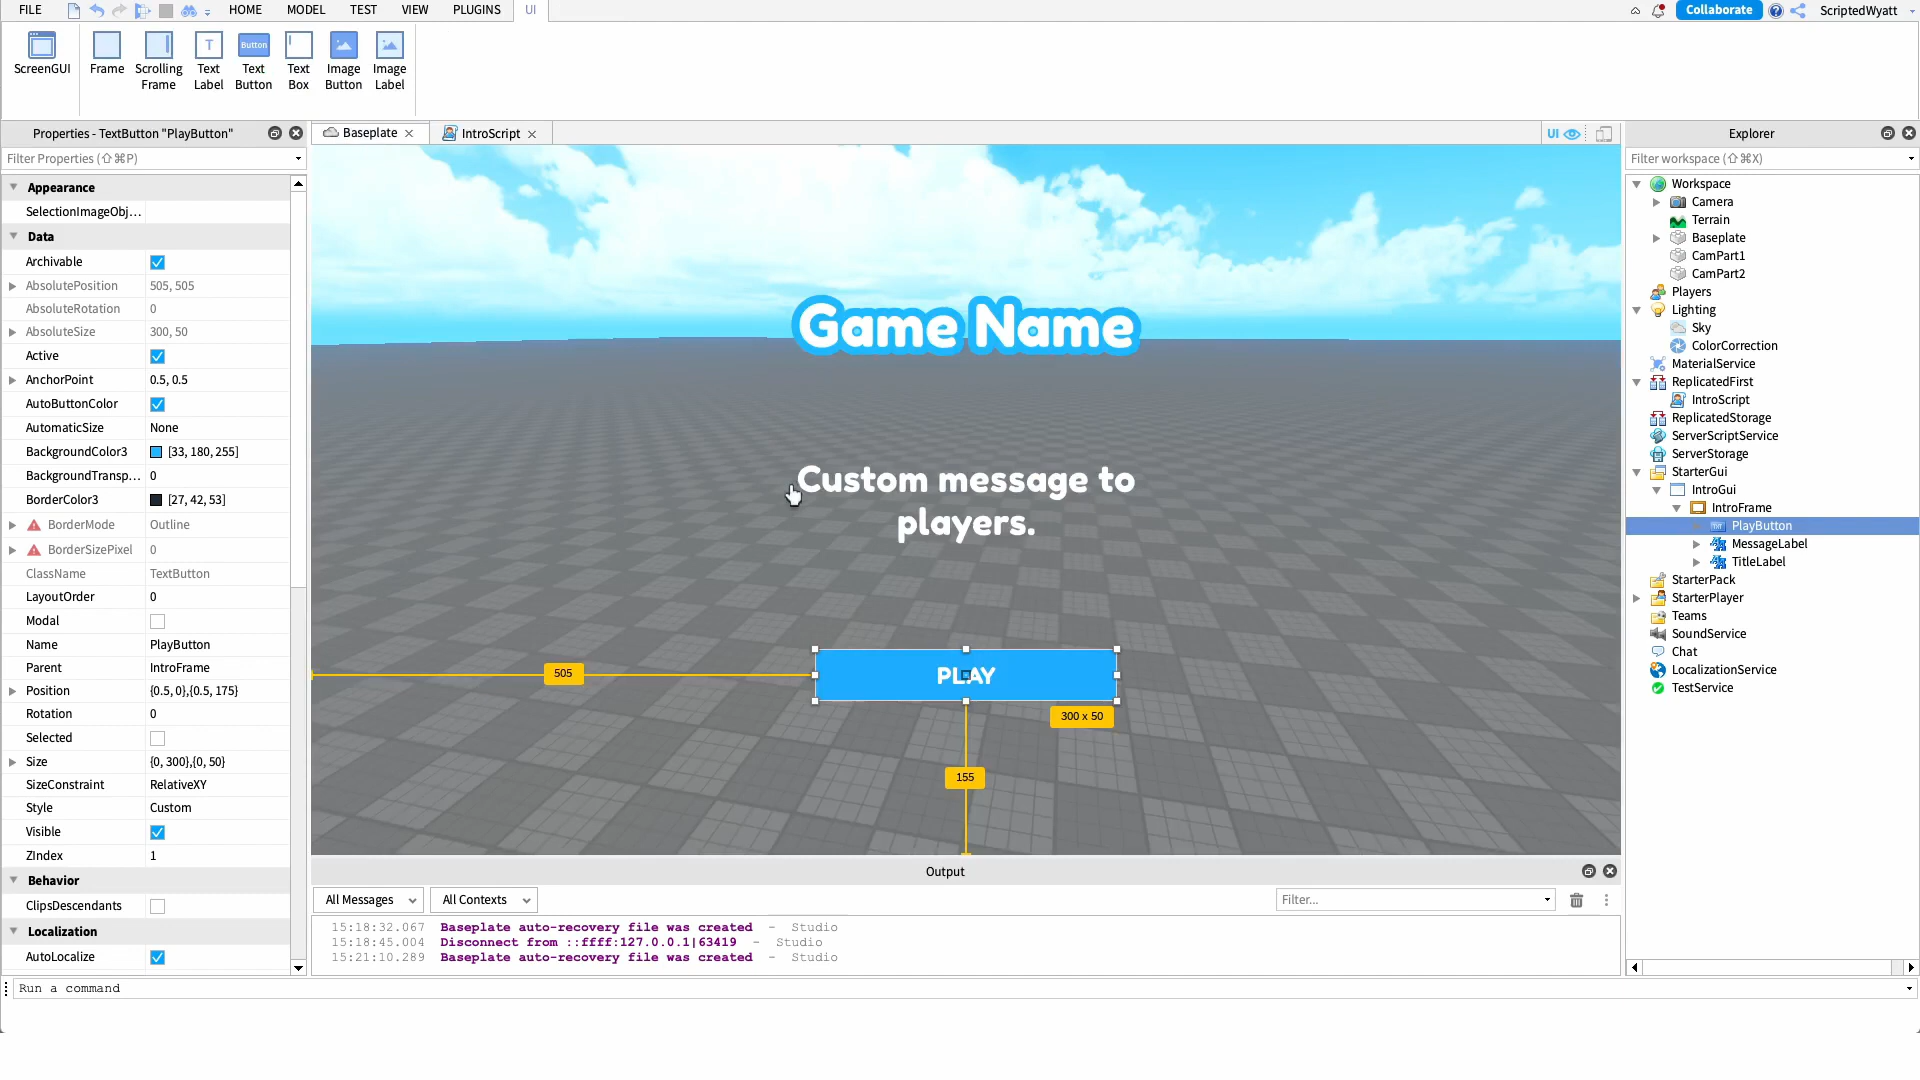 FILE HOME MODEL TEST VIEW PLUGINS UI Collaborate ScriptedWyatt
ScreenGUI
Frame
Scrolling
Frame
Text
Label
Button
Text
Button
Text
Box
Image
Button
Image
Label
Properties - TextButton "PlayButton"
Filter Properties (⇧⌘P)
Appearance
SelectionImageObj...
Data
Archivable
AbsolutePosition 505, 505
AbsoluteRotation 0
AbsoluteSize 300, 50
Active
AnchorPoint 0.5, 0.5
AutoButtonColor
AutomaticSize None
BackgroundColor3 [33, 180, 255]
BackgroundTransp... 0
BorderColor3 [27, 42, 53]
BorderMode Outline
BorderSizePixel 0
ClassName TextButton
LayoutOrder 0
Modal
Name PlayButton
Parent IntroFrame
Position {0.5, 0},{0.5, 175}
Rotation 0
Selected
Size {0, 300},{0, 50}
SizeConstraint RelativeXY
Style Custom
Visible
ZIndex 1
Behavior
ClipsDescendants
Localization
AutoLocalize
Baseplate IntroScript UI
Game Name
Custom message to
players.
PLAY
505
300 x 50
155
Output
All Messages All Contexts Filter...
15:18:32.067 Baseplate auto-recovery file was created - Studio
15:18:45.004 Disconnect from ::ffff:127.0.0.1|63419 - Studio
15:21:10.289 Baseplate auto-recovery file was created - Studio
Run a command
Explorer
Filter workspace (⇧⌘X)
Workspace
Camera
Terrain
Baseplate
CamPart1
CamPart2
Players
Lighting
Sky
ColorCorrection
MaterialService
ReplicatedFirst
IntroScript
ReplicatedStorage
ServerScriptService
ServerStorage
StarterGui
IntroGui
IntroFrame
PlayButton
MessageLabel
TitleLabel
StarterPack
StarterPlayer
Teams
SoundService
Chat
LocalizationService
TestService